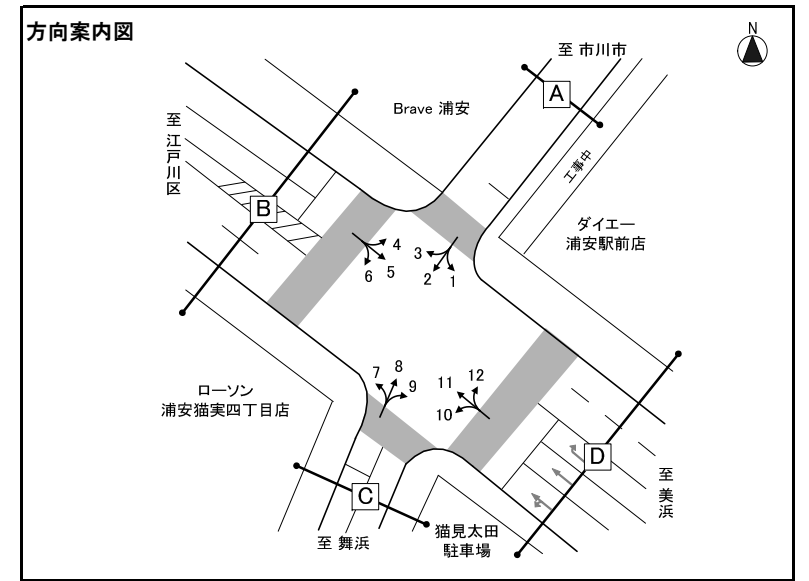 方向案内図
N
至 市川市
A
Brave 浦安
至 江戸川区
工事中
B
ダイエー
浦安駅前店
4
3
6
5
2
1
7
8
9
11
12
10
ローソン
浦安猫実四丁目店
D
C
至 美浜
猫見太田
駐車場
至 舞浜